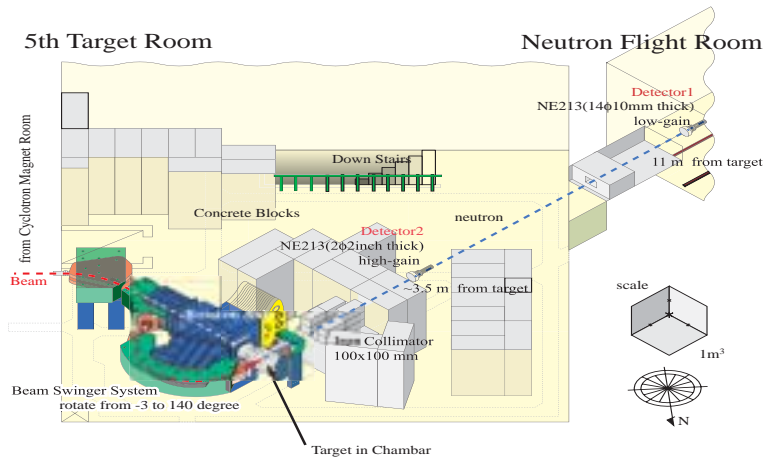 5th Target Room
Neutron Flight Room
Detector1
NE213(14ϕ10mm thick)
low-gain
11 m from target
from Cyclotron Magnet Room
Down Stairs
Concrete Blocks
neutron
Detector2
NE213(2ϕ2inch thick)
high-gain
~3.5 m from target
Beam
scale
1m³
Collimator
100x100 mm
Beam Swinger System
rotate from -3 to 140 degree
N
Target in Chambar